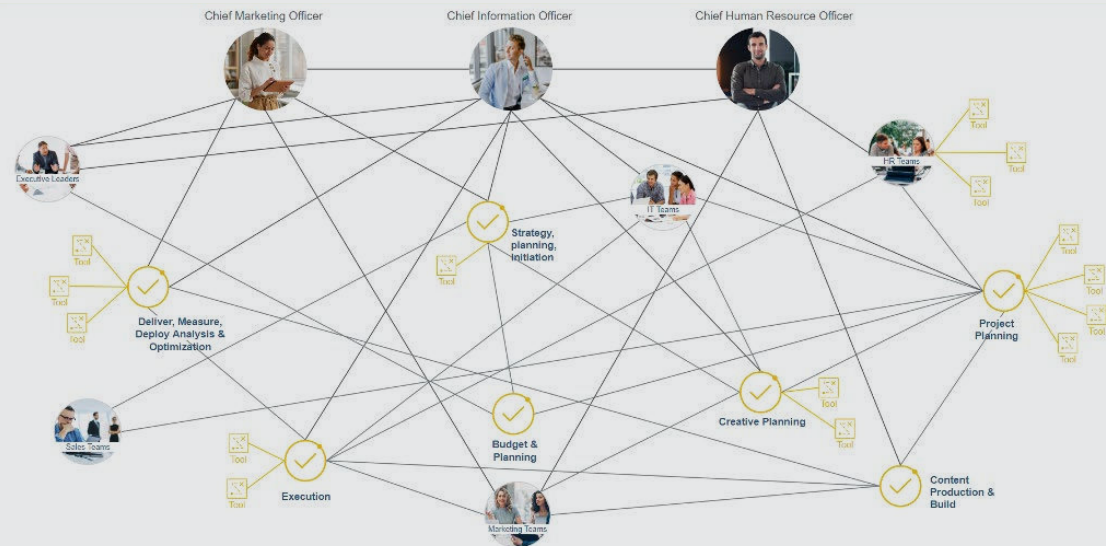 Chief Marketing Officer
Chief Information Officer
Chief Human Resource Officer
Tool
Executive Leaders
HR Teams
Tool
Tool
IT Teams
Strategy,
planning,
initiation
Tool
Tool
Tool
Tool
Tool
Deliver, Measure,
Deploy Analysis &
Optimization
Tool
Tool
Tool
Tool
Project
Planning
Tool
Creative Planning
Tool
Tool
Sales Teams
Budget &
Planning
Tool
Tool
Execution
Content
Production &
Build
Marketing Teams